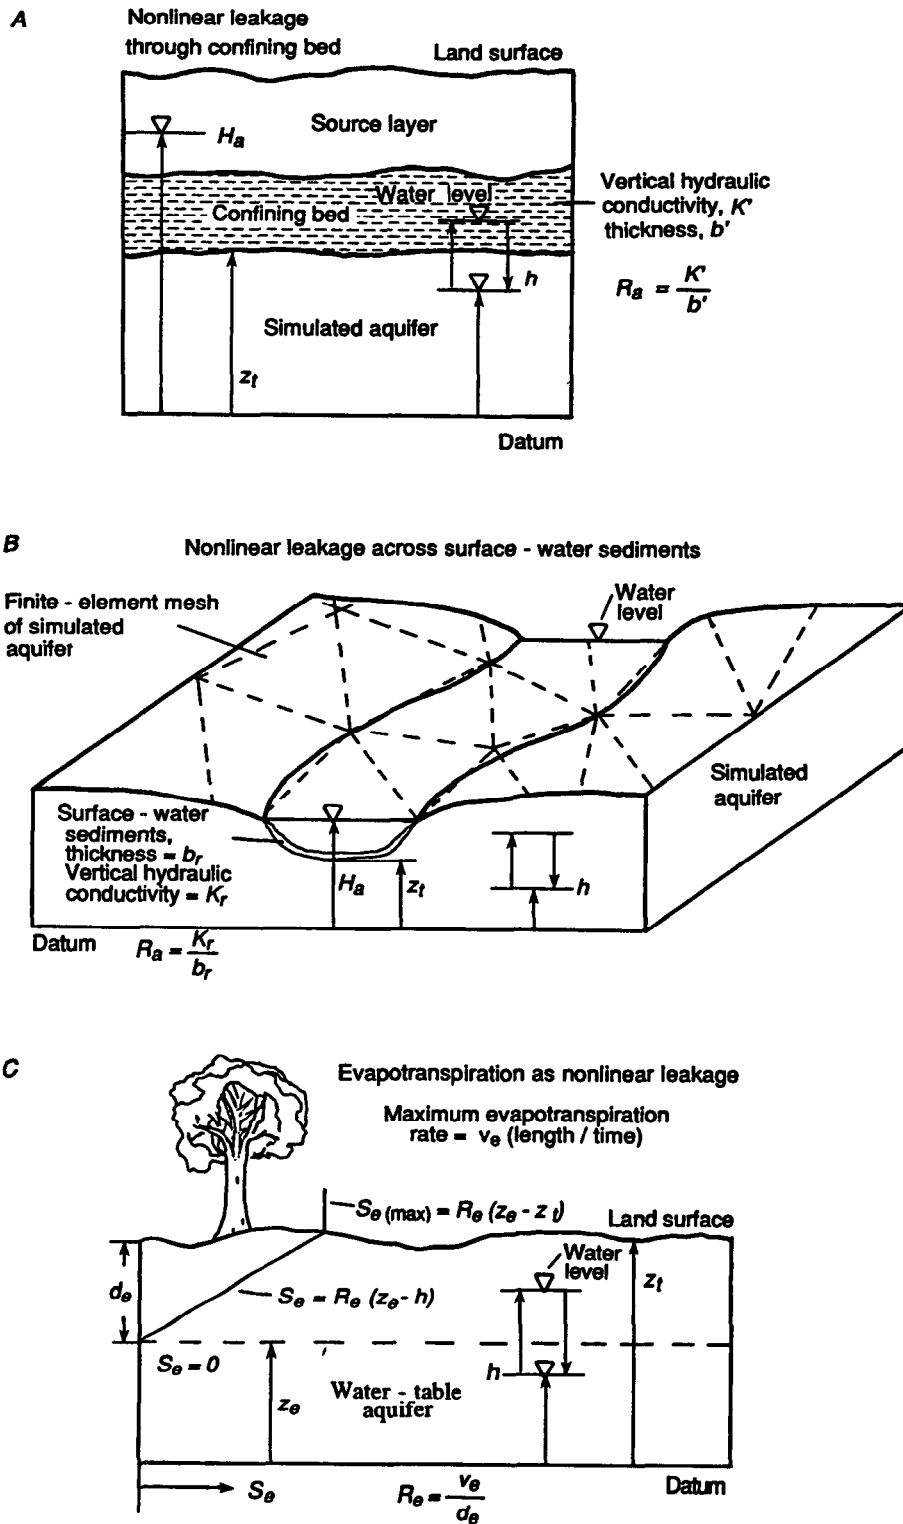 A
Nonlinear leakage
through confining bed
Land surface
Source layer
Hₐ
Water level
Confining bed
Vertical hydraulic
conductivity, K'
thickness, b'
h
Rₐ = K'/b'
Simulated aquifer
zₜ
Datum
B
Nonlinear leakage across surface - water sediments
Finite - element mesh
of simulated
aquifer
Water
level
Simulated
aquifer
Surface - water
sediments,
thickness = bᵣ
Vertical hydraulic
conductivity = Kᵣ
Hₐ
zₜ
h
Datum
Rₐ = Kᵣ/bᵣ
C
Evapotranspiration as nonlinear leakage
Maximum evapotranspiration
rate = vₑ (length / time)
Sₑ (max) = Rₑ (zₑ - z ₜ)
Land surface
Water
level
zₜ
dₑ
Sₑ = Rₑ (zₑ - h)
Sₑ = 0
h
zₑ
Water - table
aquifer
Sₑ
Rₑ = vₑ/dₑ
Datum